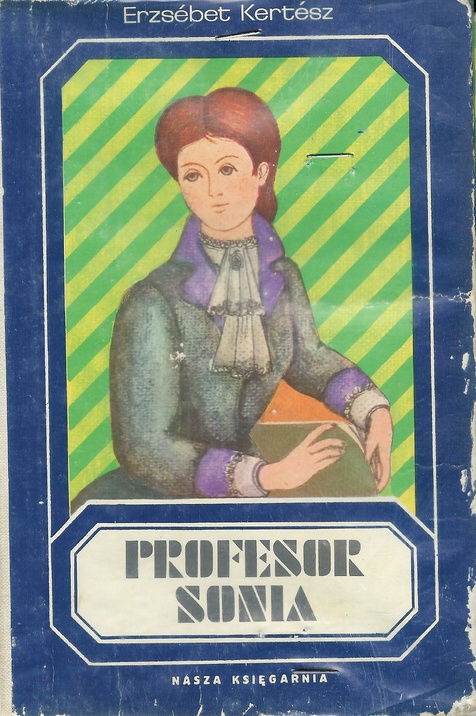 Erzsébet Kertész
PROFESOR
SONIA
NASZA KSIĘGARNIA